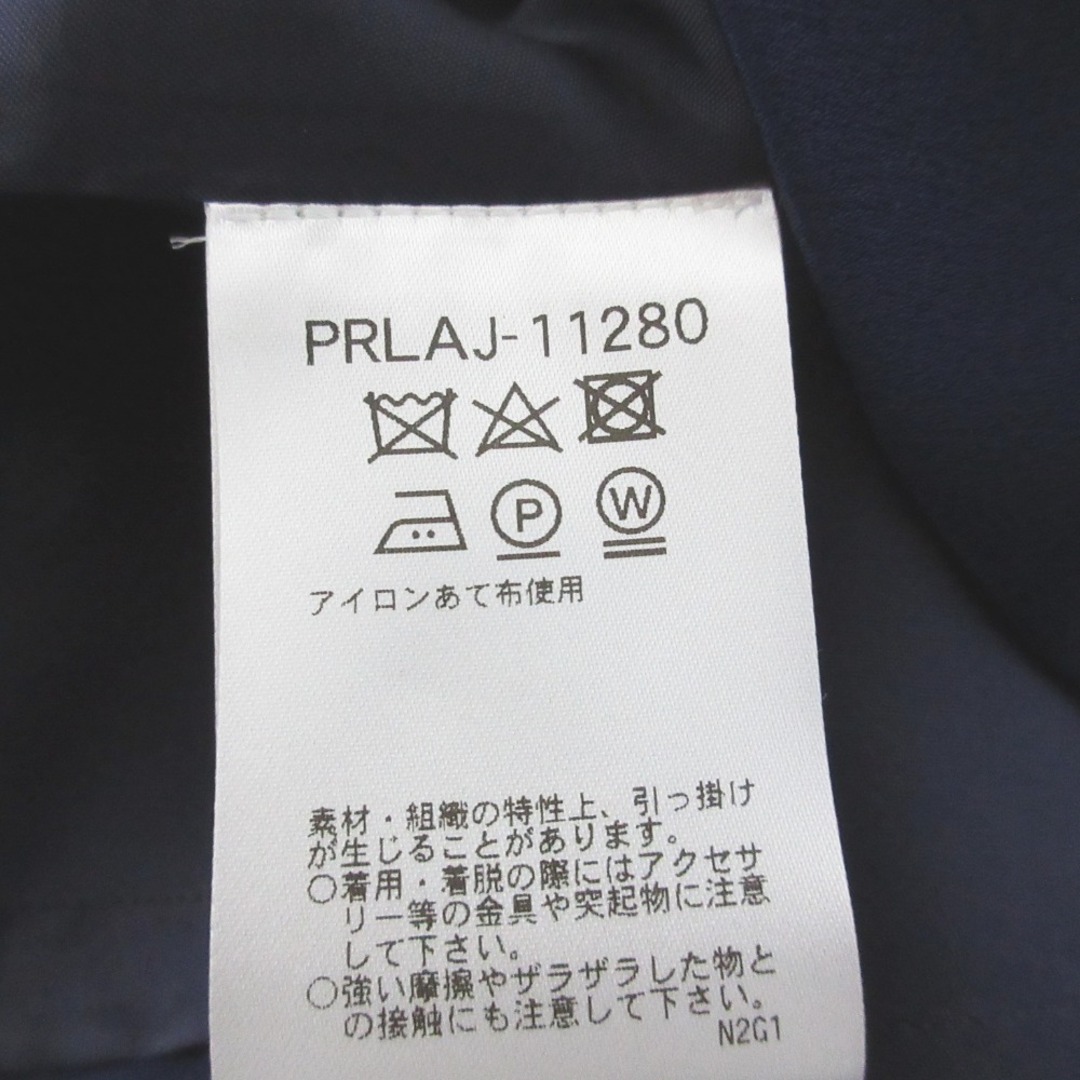 PRLAJ-11280
P W
アイロンあて布使用
素材・組織の特性上、引っ掛け
が生じることがあります。
○着用・着脱の際にはアクセサ
リー等の金具や突起物に注意
して下さい。
○強い摩擦やザラザラした物と
の接触にも注意して下さい。
N2G1